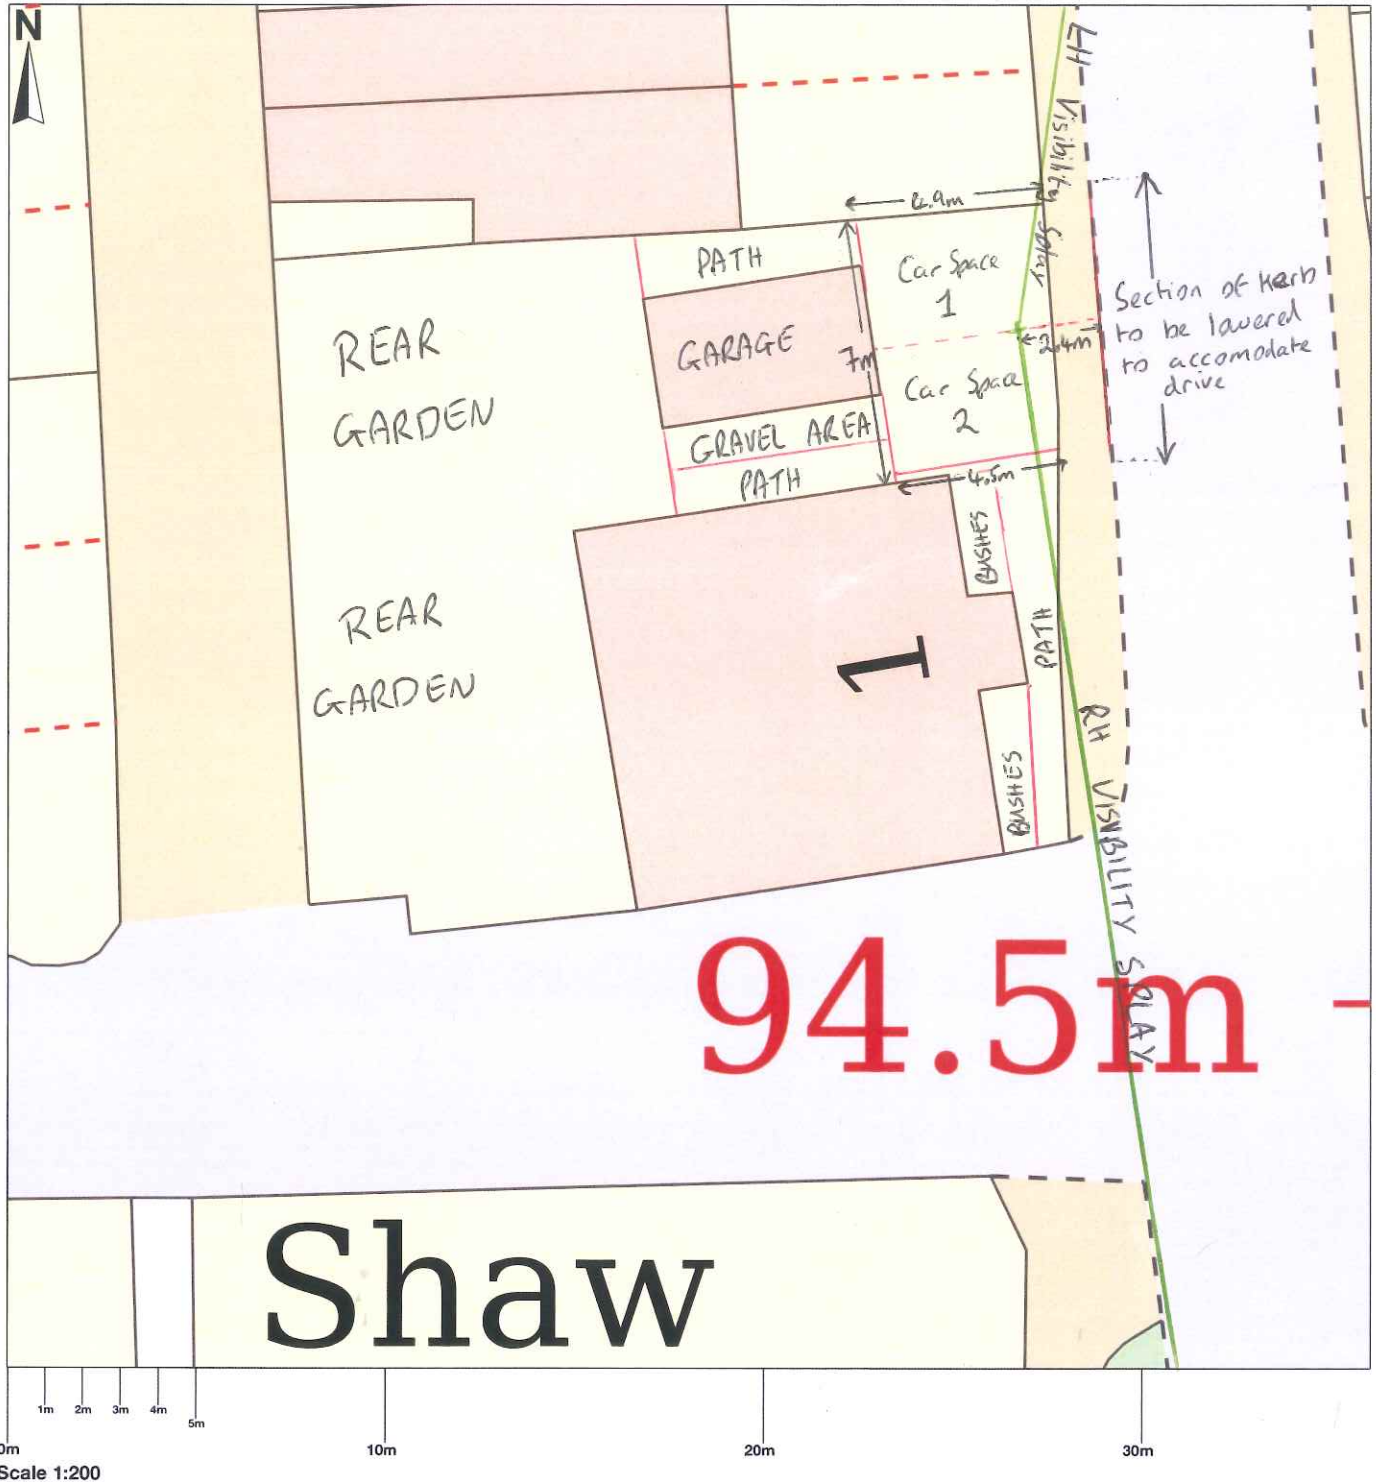 N
LH Visibility Splay
4.9m
PATH
Car Space
1
GARAGE
7m
2.4m
Section of Kerb
to be lowered
to accomodate
drive
REAR
GARDEN
Car Space
2
GRAVEL AREA
PATH
4.5m
BUSHES
REAR
GARDEN
1
PATH
BUSHES
RH VISIBILITY SPLAY
94.5m
Shaw
1m 2m 3m 4m
5m
0m 10m 20m 30m
Scale 1:200